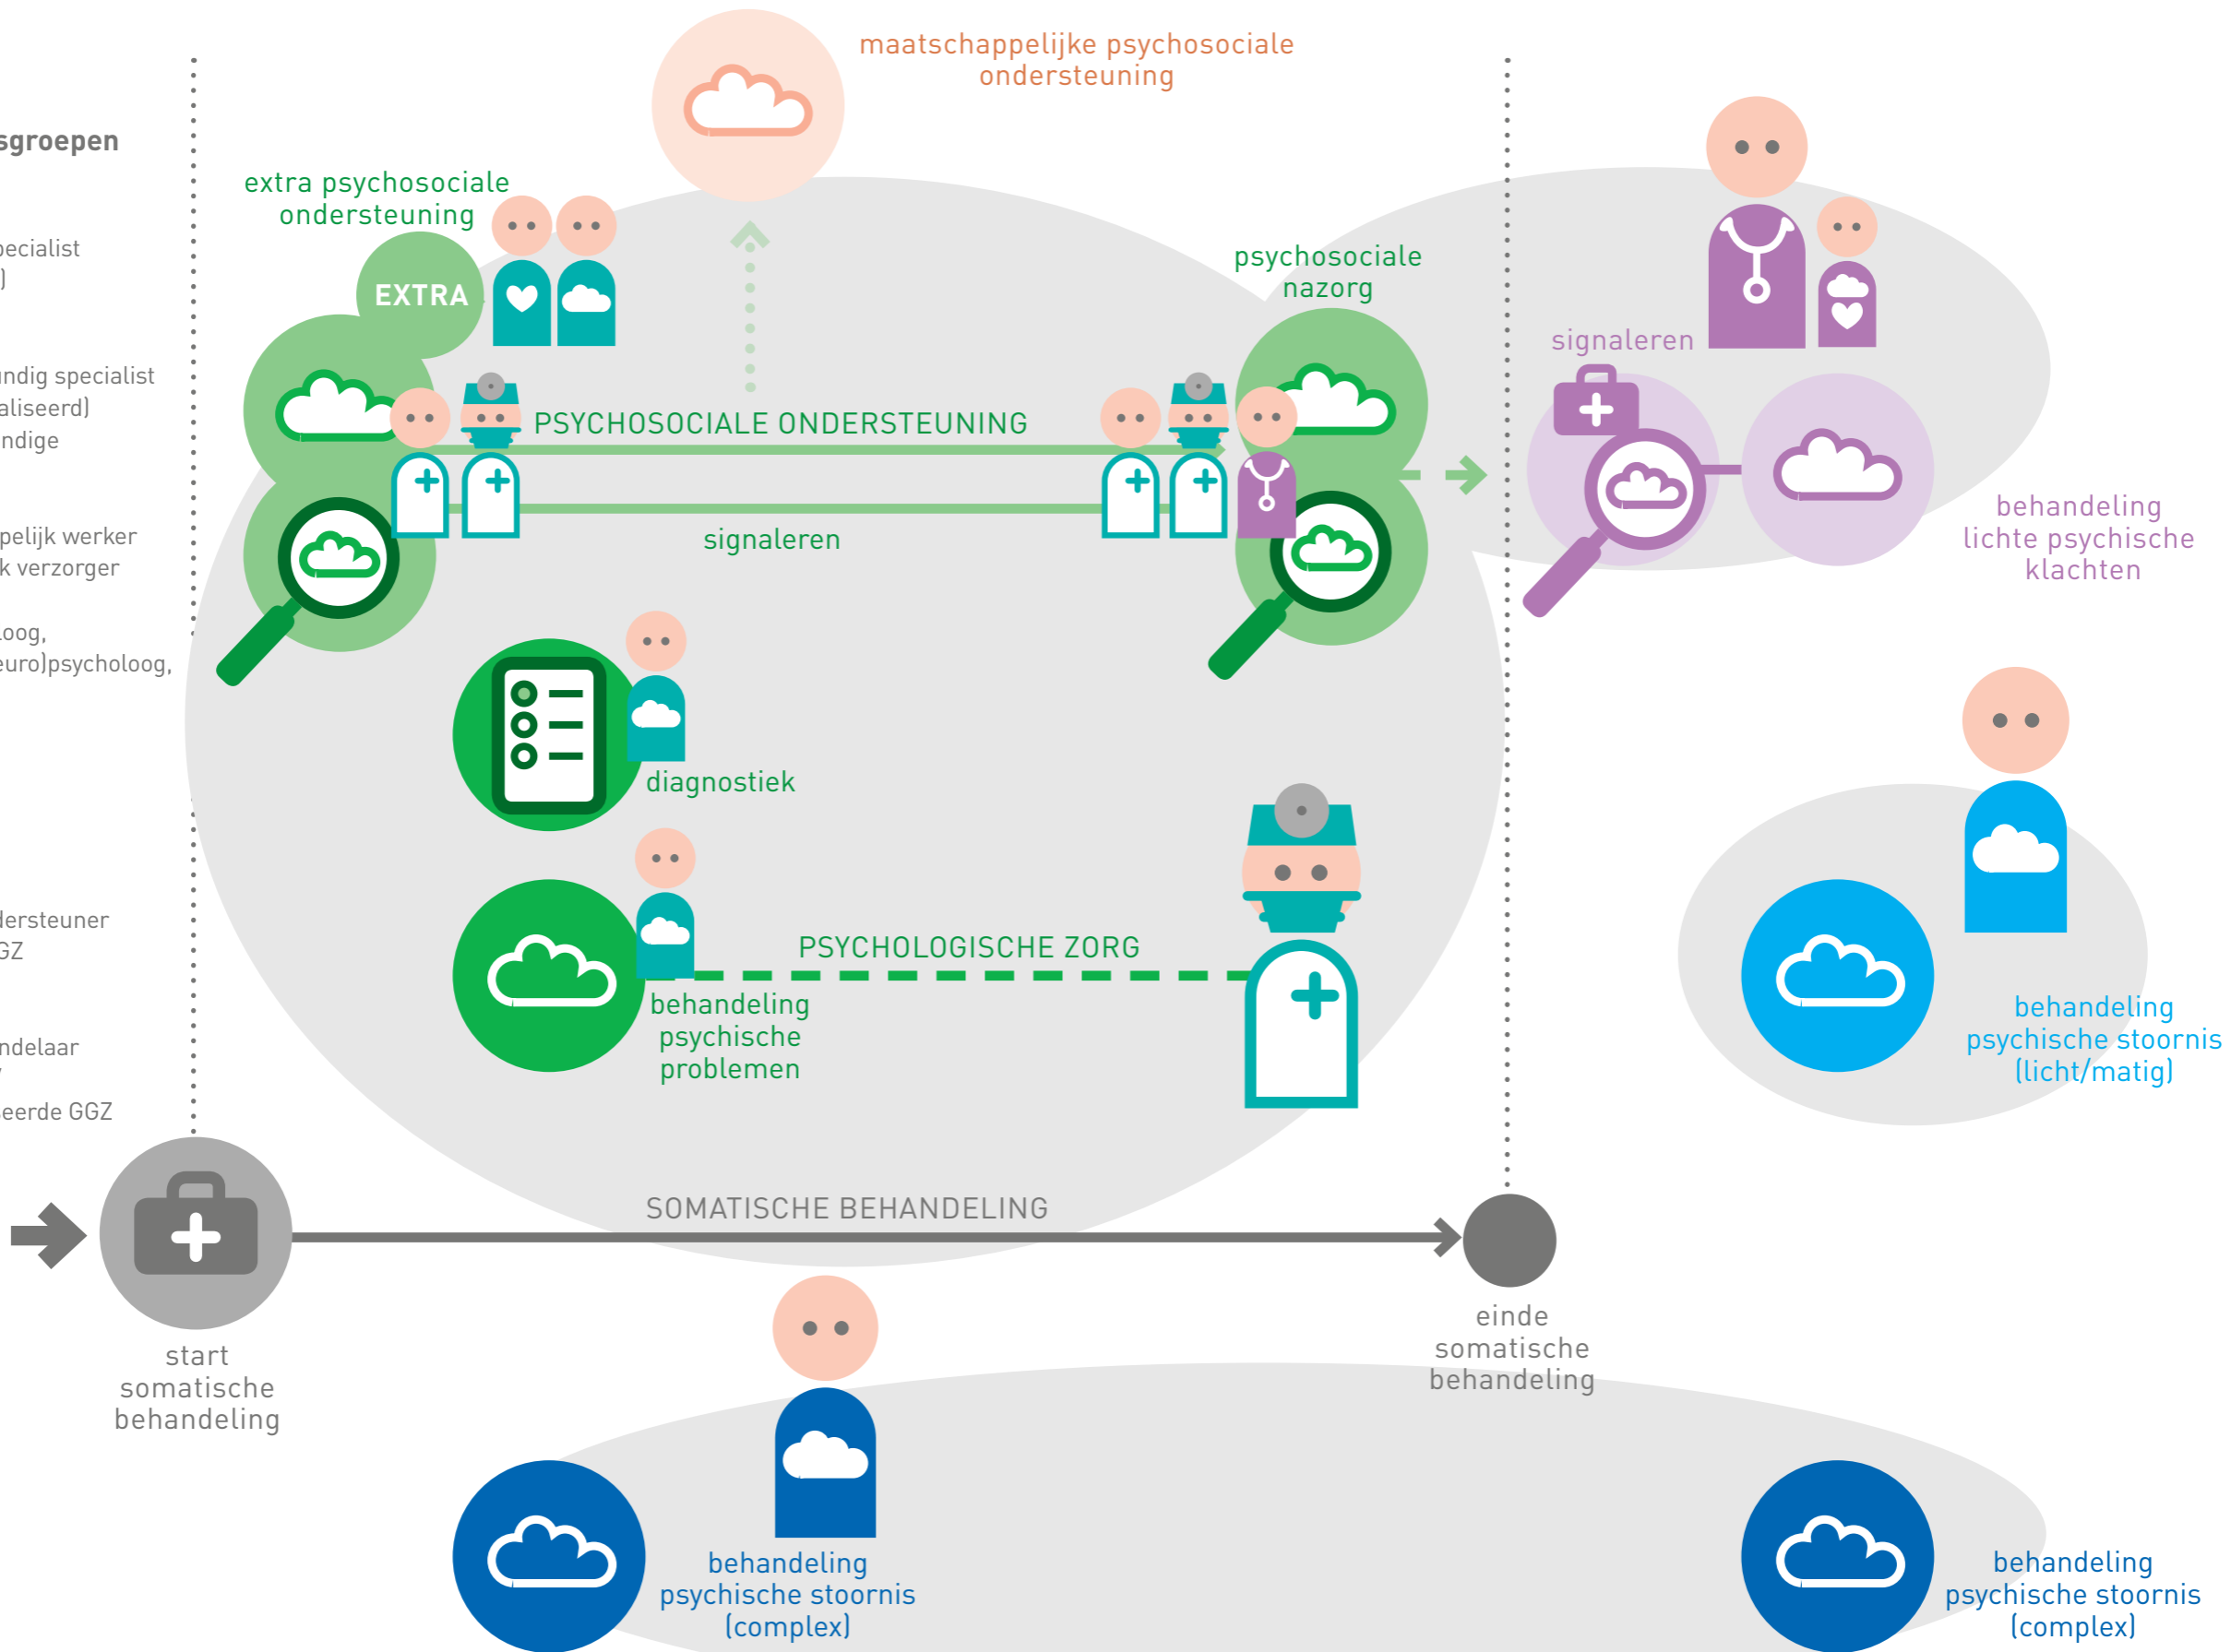 sgroepen
pecialist
)
ndig specialist
aliseerd)
ndige
pelijk werker
k verzorger
loog,
euro)psycholoog,
dersteuner
GZ
ndelaar
seerde GGZ
maatschappelijke psychosociale
ondersteuning
extra psychosociale
ondersteuning
EXTRA
PSYCHOSOCIALE ONDERSTEUNING
signaleren
psychosociale
nazorg
signaleren
behandeling
lichte psychische
klachten
diagnostiek
PSYCHOLOGISCHE ZORG
behandeling
psychische
problemen
behandeling
psychische stoornis
(licht/matig)
SOMATISCHE BEHANDELING
start
somatische
behandeling
einde
somatische
behandeling
behandeling
psychische stoornis
(complex)
behandeling
psychische stoornis
(complex)